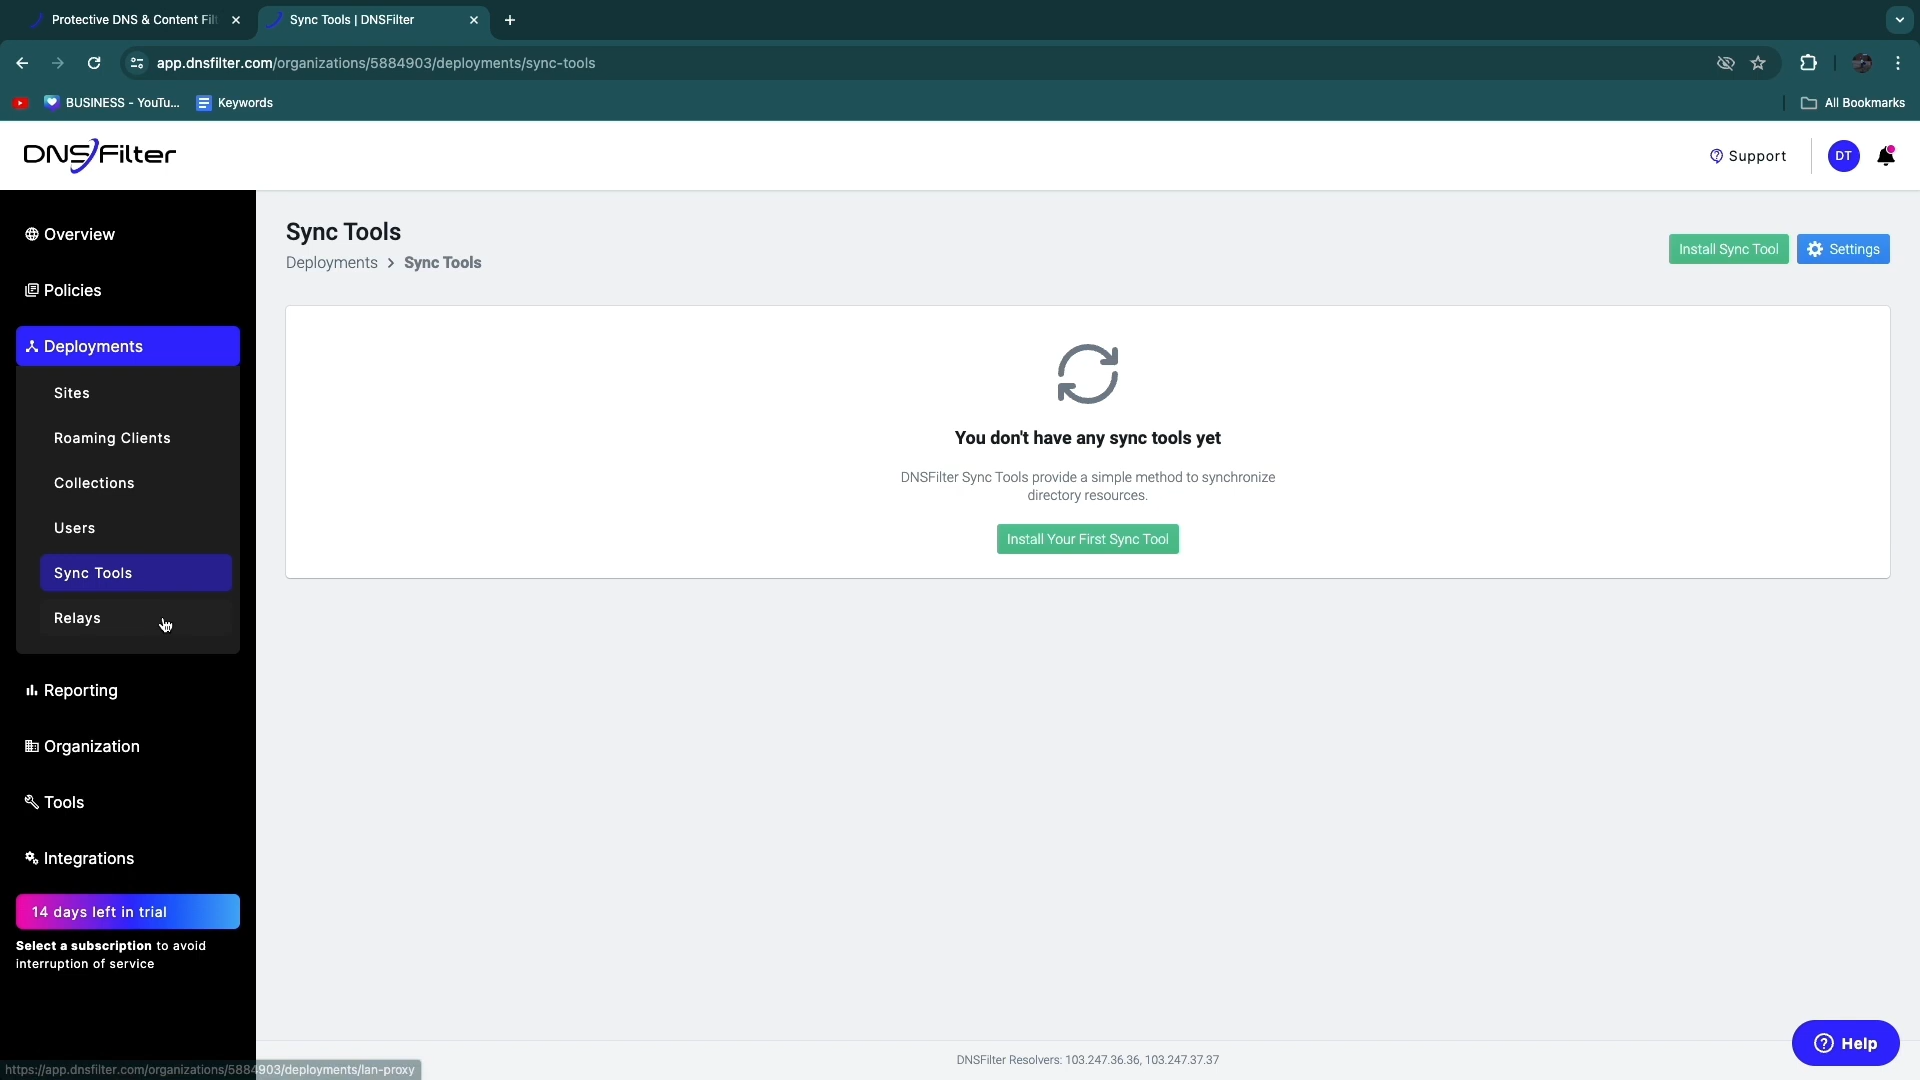 Protective DNS & Content Filt
Sync Tools | DNSFilter
app.dnsfilter.com/organizations/5884903/deployments/sync-tools
BUSINESS - YouTu...
Keywords
All Bookmarks
DNSFilter
Support
DT
Overview
Policies
Deployments
Sites
Roaming Clients
Collections
Users
Sync Tools
Relays
Reporting
Organization
Tools
Integrations
14 days left in trial
Select a subscription to avoid
interruption of service
Sync Tools
Deployments > Sync Tools
Install Sync Tool
Settings
You don't have any sync tools yet
DNSFilter Sync Tools provide a simple method to synchronize
directory resources.
Install Your First Sync Tool
DNSFilter Resolvers: 103.247.36.36, 103.247.37.37
Help
https://app.dnsfilter.com/organizations/5884903/deployments/lan-proxy